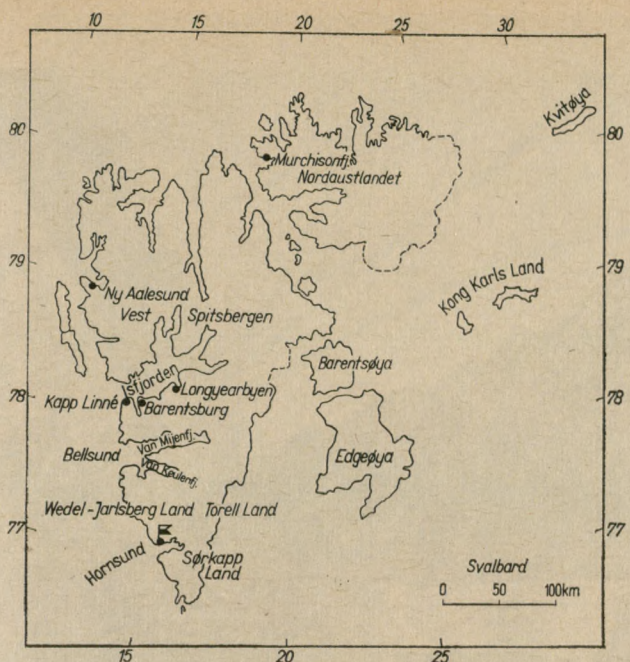 10 15 20 25 30
Kvitøya
80 80
Murchisonfj.
Nordaustlandet
79 79
Kong Karls Land
Ny Aalesund
Vest Spitsbergen
Barentsøya
Isfjorden
Longyearbyen
78 78
Kapp Linné
Barentsburg
Van Mijenfj.
Bellsund
Edgeøya
Van Keulenfj.
Wedel-Jarlsberg Land Torell Land
77 77
Hornsund
Sørkapp
Land
Svalbard
0 50 100km
15 20 25